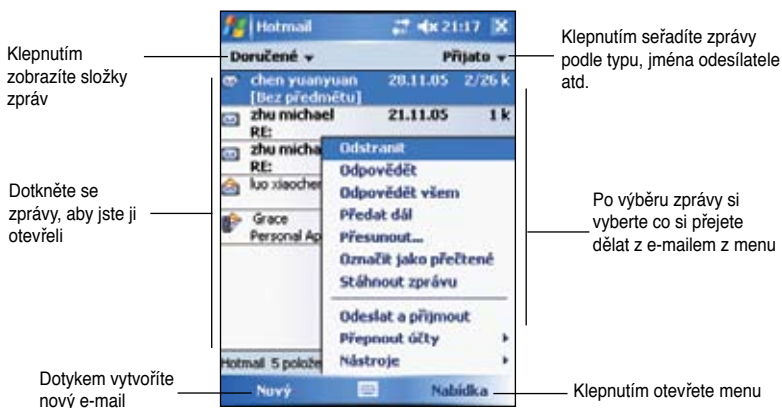 Klepnutím
zobrazíte složky
zpráv
Dotkněte se
zprávy, aby jste ji
otevřeli
Dotykem vytvoříte
nový e-mail
Hotmail 21:17
Doručené Přijato
chen yuanyuan 28.11.05 2/26 k
[Bez předmětu]
zhu michael 21.11.05 1 k
RE:
zhu micha
RE:
luo xiaocher
Grace
Personal Ap
Odstranit
Odpovědět
Odpovědět všem
Předat dál
Přesunout...
Označit jako přečtené
Stáhnout zprávu
Odeslat a přijmout
Přepnout účty
Nástroje
Hotmail 5 polože
Nový Nabídka
Klepnutím seřadíte zprávy
podle typu, jména odesílatele
atd.
Po výběru zprávy si
vyberte co si přejete
dělat z e-mailem z menu
Klepnutím otevřete menu